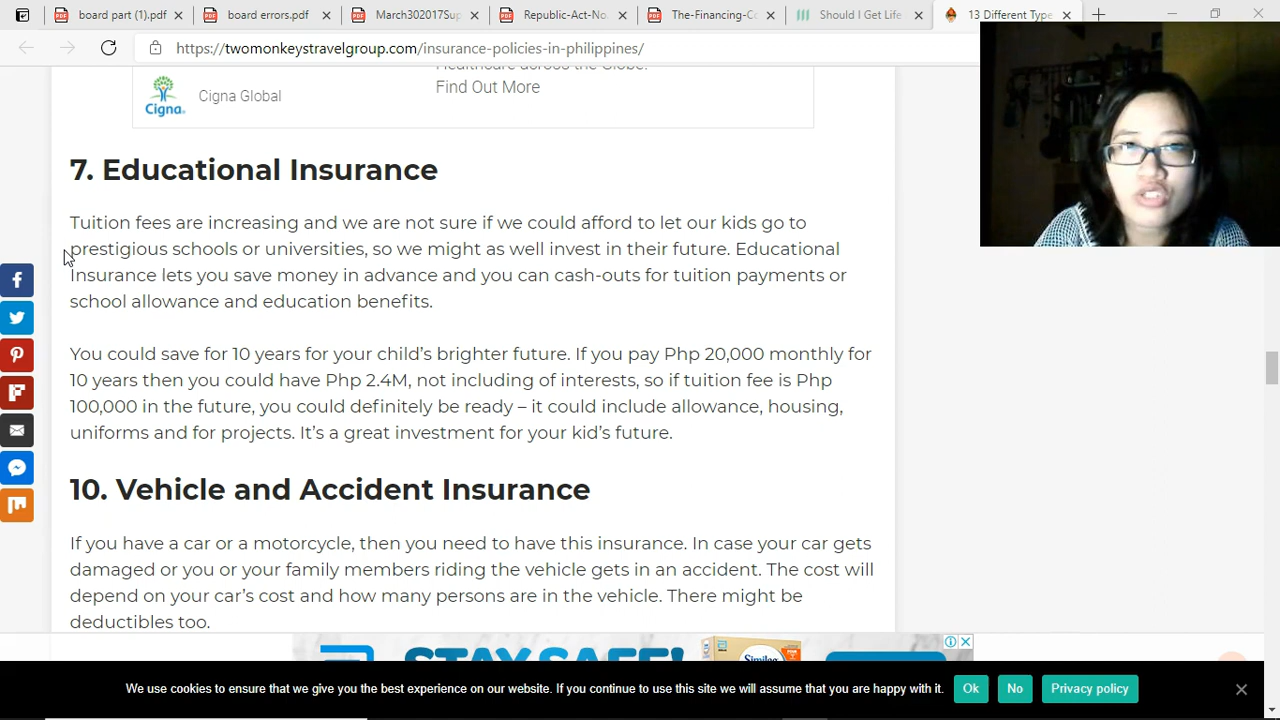 board part (1).pdf
board errors.pdf
March302017Sup
Republic-Act-No.
The-Financing-Co
Should I Get Life
13 Different Type
https://twomonkeystravelgroup.com/insurance-policies-in-philippines/
Healthcare across the Globe.
Find Out More
Cigna
Cigna Global
7. Educational Insurance
Tuition fees are increasing and we are not sure if we could afford to let our kids go to
prestigious schools or universities, so we might as well invest in their future. Educational
Insurance lets you save money in advance and you can cash-outs for tuition payments or
school allowance and education benefits.
You could save for 10 years for your child’s brighter future. If you pay Php 20,000 monthly for
10 years then you could have Php 2.4M, not including of interests, so if tuition fee is Php
100,000 in the future, you could definitely be ready – it could include allowance, housing,
uniforms and for projects. It’s a great investment for your kid’s future.
10. Vehicle and Accident Insurance
If you have a car or a motorcycle, then you need to have this insurance. In case your car gets
damaged or you or your family members riding the vehicle gets in an accident. The cost will
depend on your car’s cost and how many persons are in the vehicle. There might be
deductibles too.
STAY SAFE!
Similac
We use cookies to ensure that we give you the best experience on our website. If you continue to use this site we will assume that you are happy with it.
Ok
No
Privacy policy